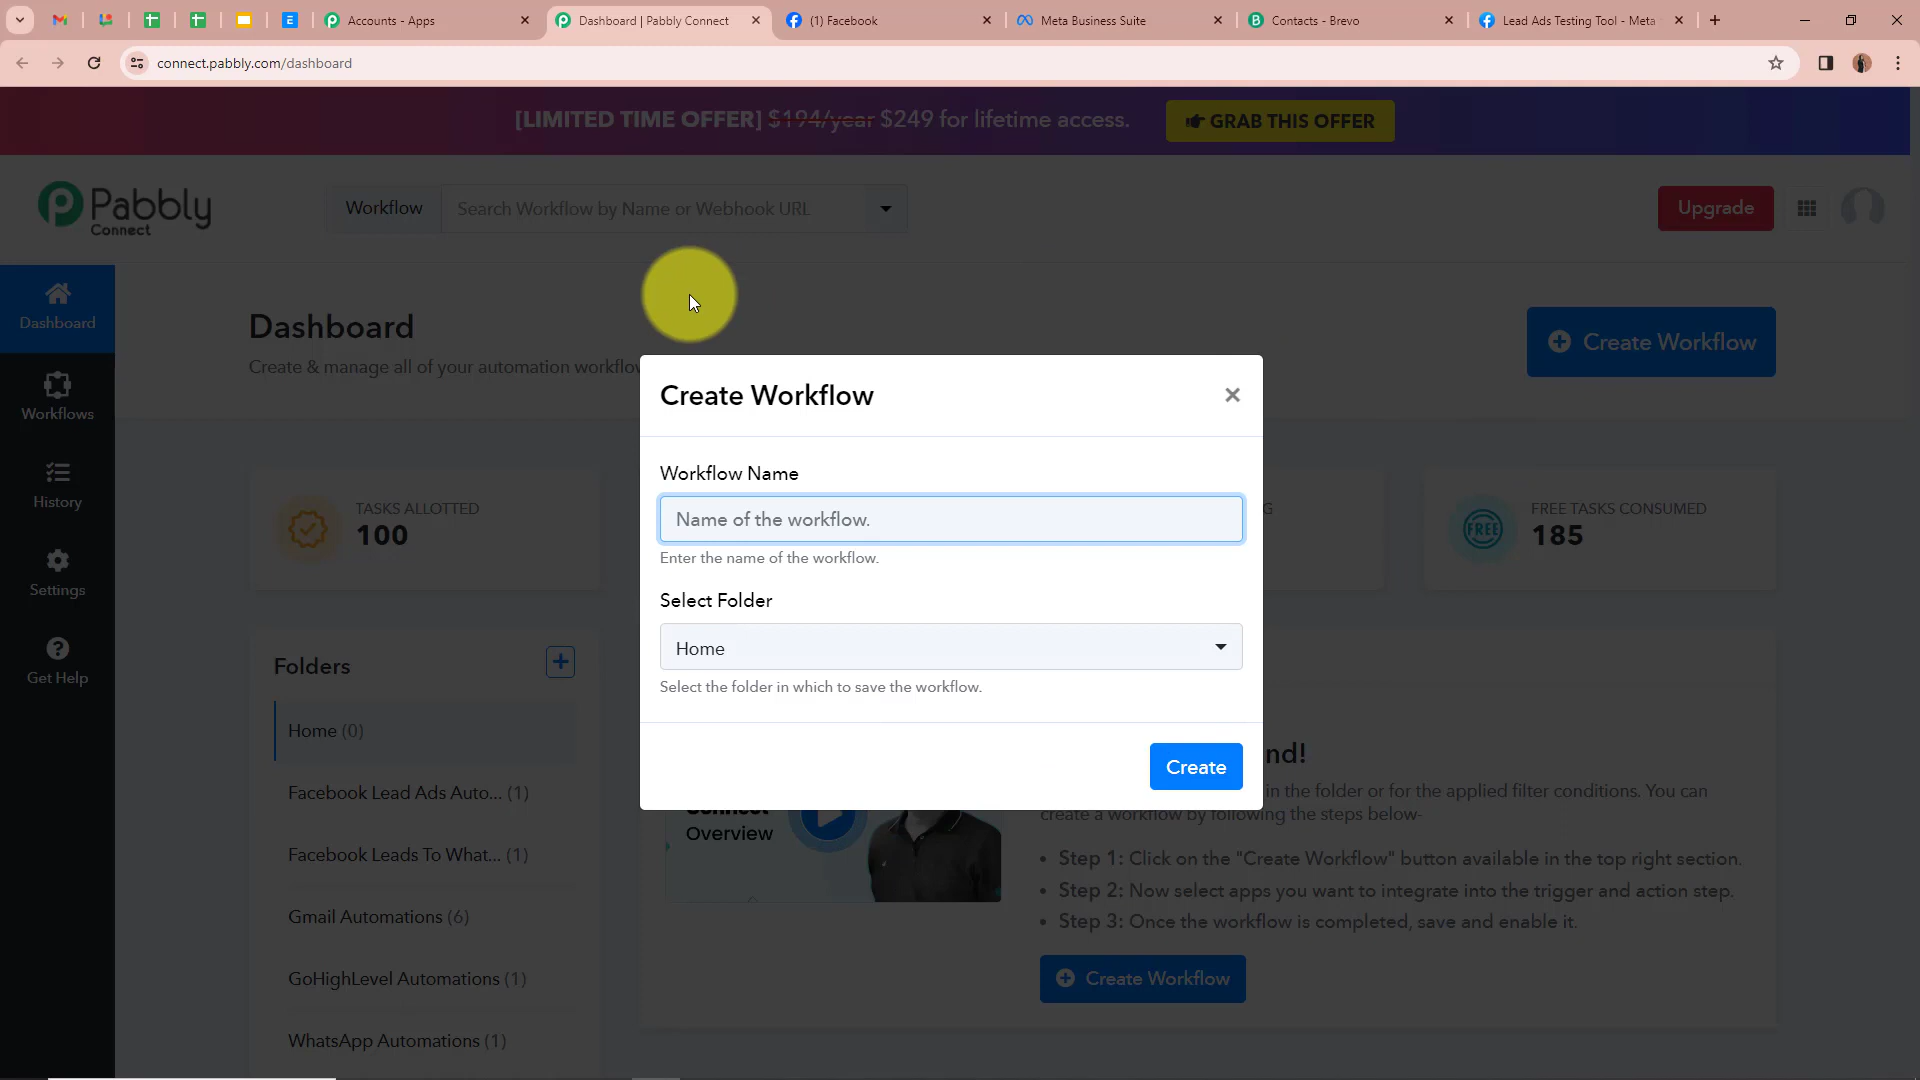 Accounts - Apps
Dashboard | Pabbly Connect
(1) Facebook
Meta Business Suite
Contacts - Brevo
Lead Ads Testing Tool - Meta
connect.pabbly.com/dashboard
[LIMITED TIME OFFER] $194/year $249 for lifetime access.
GRAB THIS OFFER
Pabbly
Connect
Workflow
Search Workflow by Name or Webhook URL
Upgrade
Dashboard
Workflows
History
Settings
Get Help
Dashboard
Create & manage all of your automation workflow
Create Workflow
TASKS ALLOTTED
100
G
FREE
FREE TASKS CONSUMED
185
Create Workflow
Workflow Name
Name of the workflow.
Enter the name of the workflow.
Select Folder
Home
Select the folder in which to save the workflow.
Create
Folders
Home (0)
Facebook Lead Ads Auto... (1)
Facebook Leads To What... (1)
Gmail Automations (6)
GoHighLevel Automations (1)
WhatsApp Automations (1)
Connect
Overview
nd!
in the folder or for the applied filter conditions. You can
create a workflow by following the steps below-
Step 1: Click on the "Create Workflow" button available in the top right section.
Step 2: Now select apps you want to integrate into the trigger and action step.
Step 3: Once the workflow is completed, save and enable it.
Create Workflow